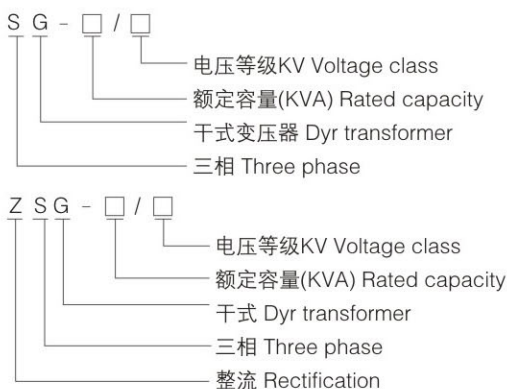 S G - □ / □
电压等级KV Voltage class
额定容量(KVA) Rated capacity
干式变压器 Dyr transformer
三相 Three phase
Z S G - □ / □
电压等级KV Voltage class
额定容量(KVA) Rated capacity
干式 Dyr transformer
三相 Three phase
整流 Rectification